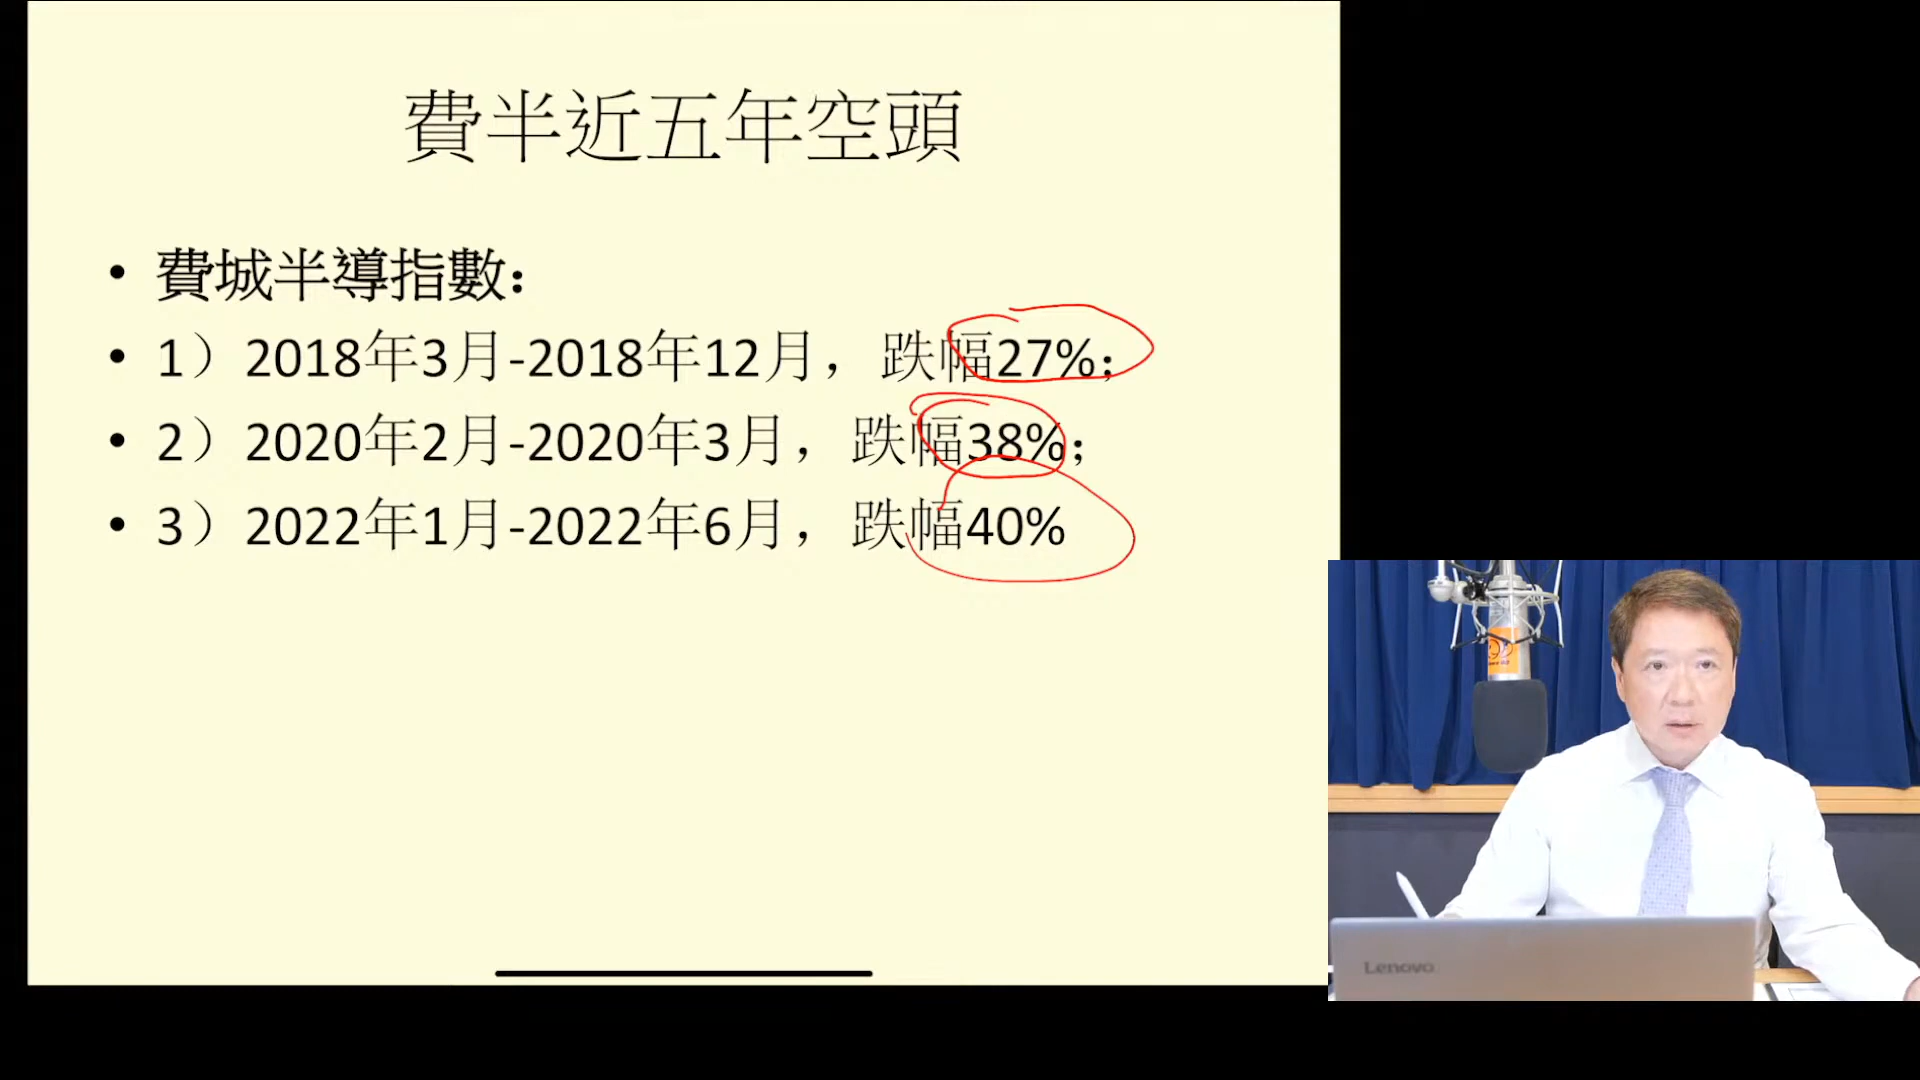 費半近五年空頭
• 費城半導指數：
• 1）2018年3月-2018年12月，跌幅27%；
• 2）2020年2月-2020年3月，跌幅38%；
• 3）2022年1月-2022年6月，跌幅40%
Lenovo